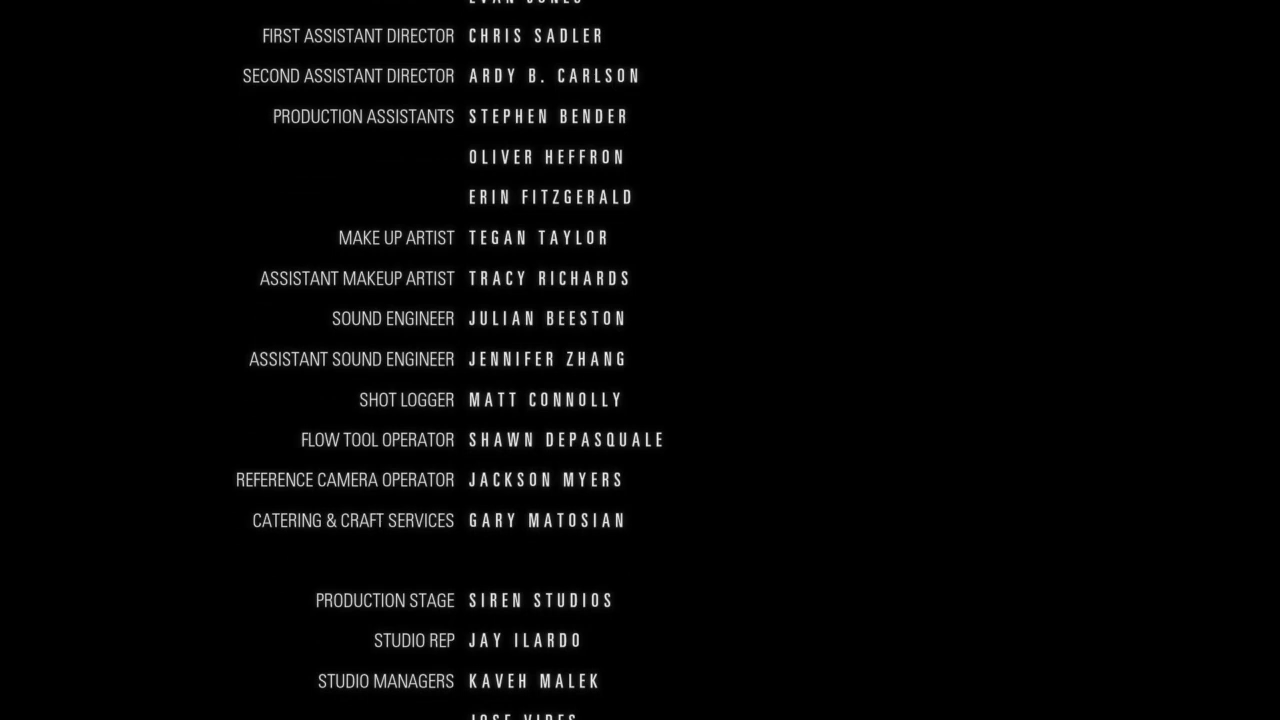 EVAN JONES
FIRST ASSISTANT DIRECTOR CHRIS SADLER
SECOND ASSISTANT DIRECTOR ARDY B. CARLSON
PRODUCTION ASSISTANTS STEPHEN BENDER
OLIVER HEFFRON
ERIN FITZGERALD
MAKE UP ARTIST TEGAN TAYLOR
ASSISTANT MAKEUP ARTIST TRACY RICHARDS
SOUND ENGINEER JULIAN BEESTON
ASSISTANT SOUND ENGINEER JENNIFER ZHANG
SHOT LOGGER MATT CONNOLLY
FLOW TOOL OPERATOR SHAWN DEPASQUALE
REFERENCE CAMERA OPERATOR JACKSON MYERS
CATERING & CRAFT SERVICES GARY MATOSIAN
PRODUCTION STAGE SIREN STUDIOS
STUDIO REP JAY ILARDO
STUDIO MANAGERS KAVEH MALEK